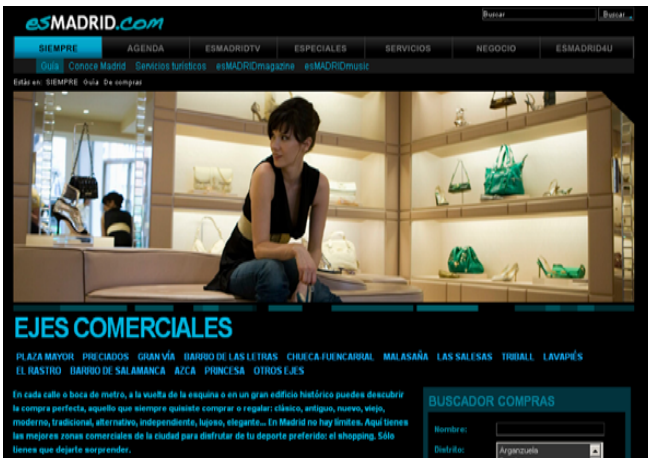 esMADRID.com
Buscar Buscar
SIEMPRE AGENDA ESMADRIDTV ESPECIALES SERVICIOS NEGOCIO ESMADRID4U
Guía Conoce Madrid Servicios turísticos esMADRIDmagazine esMADRIDmusic
Estás en: SIEMPRE Guía De compras
EJES COMERCIALES
PLAZA MAYOR PRECIADOS GRAN VÍA BARRIO DE LAS LETRAS CHUECA-FUENCARRAL MALASAÑA LAS SALESAS TRIBALL LAVAPIÉS
EL RASTRO BARRIO DE SALAMANCA AZCA PRINCESA OTROS EJES
En cada calle o boca de metro, a la vuelta de la esquina o en un gran edificio histórico puedes descubrir
la compra perfecta, aquello que siempre quisiste comprar o regalar: clásico, antiguo, nuevo, viejo,
moderno, tradicional, alternativo, independiente, lujoso, elegante... En Madrid no hay límites. Aquí tienes
las mejores zonas comerciales de la ciudad para disfrutar de tu deporte preferido: el shopping. Sólo
tienes que dejarte sorprender.
BUSCADOR COMPRAS
Nombre:
Distrito: Arganzuela